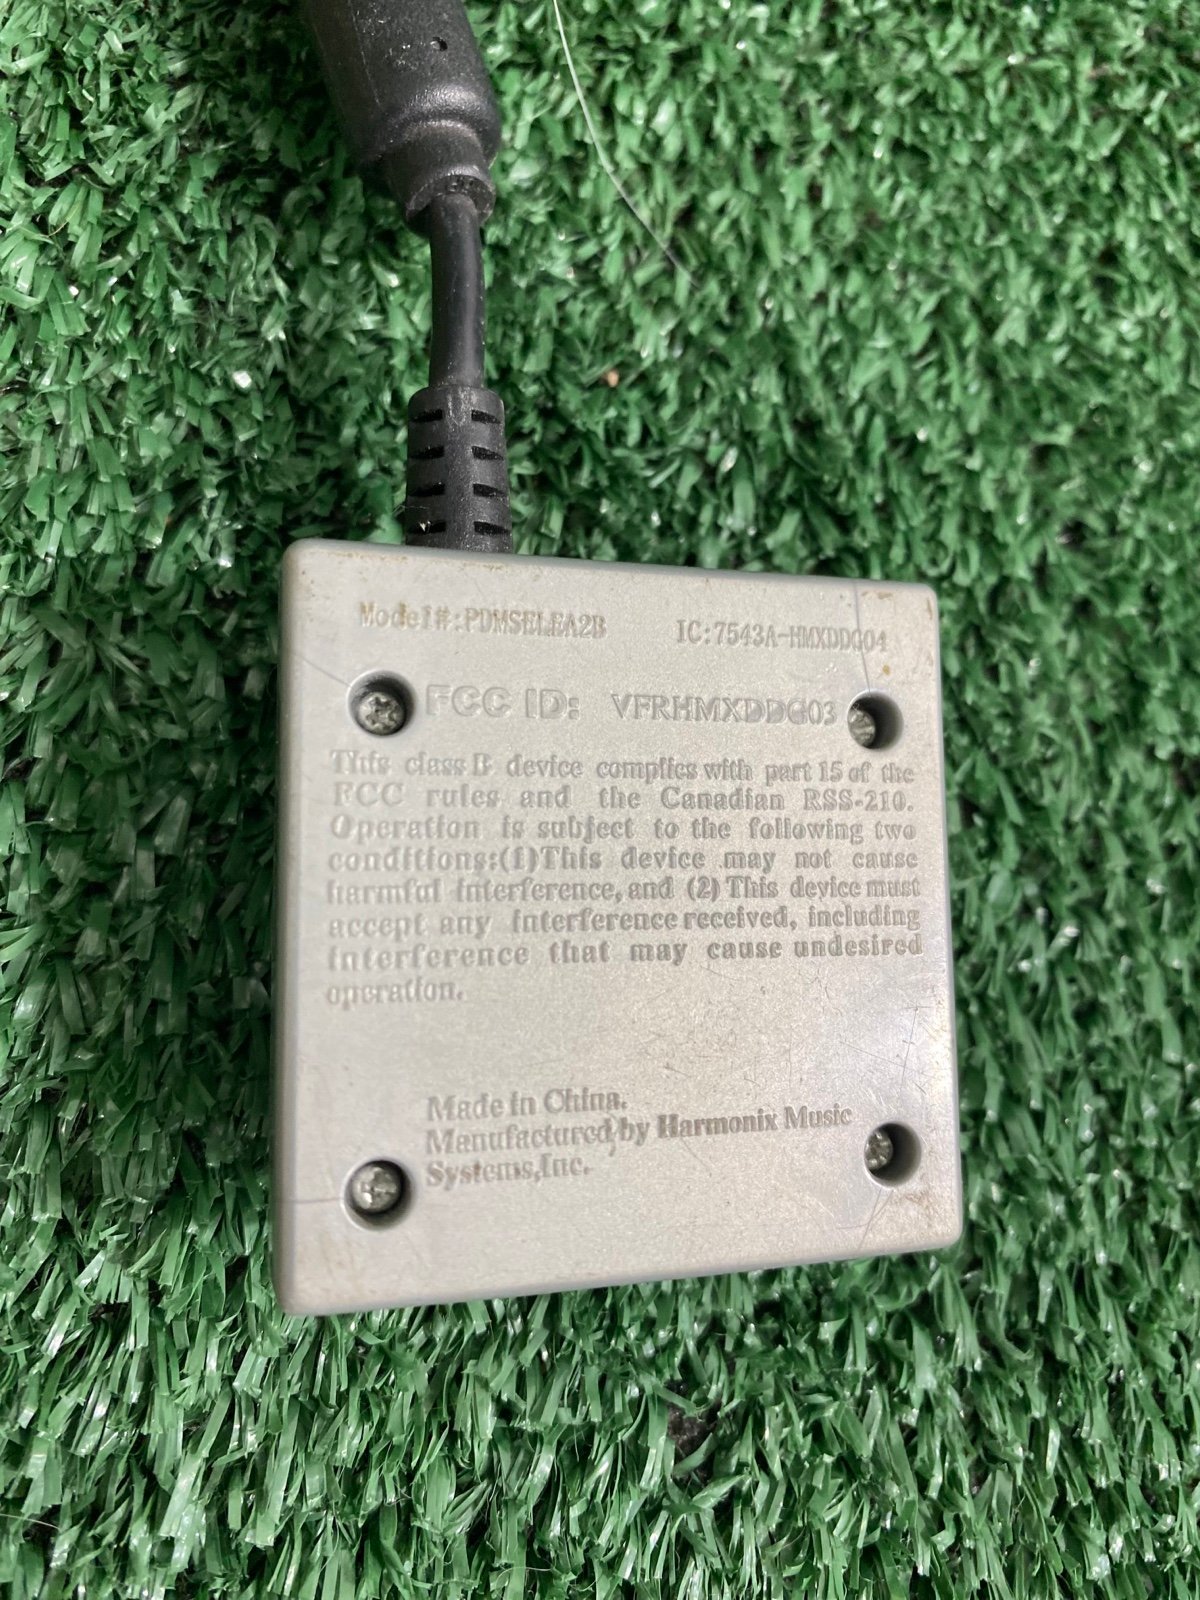 Model#:PDMSELEA2B IC:7543A-HMXDDG04
FCC ID: VFRHMXDDG03
This class B device complies with part 15 of the
FCC rules and the Canadian RSS-210.
Operation is subject to the following two
conditions:(1)This device may not cause
harmful interference, and (2) This device must
accept any interference received, including
interference that may cause undesired
operation.
Made in China.
Manufactured by Harmonix Music
Systems,Inc.